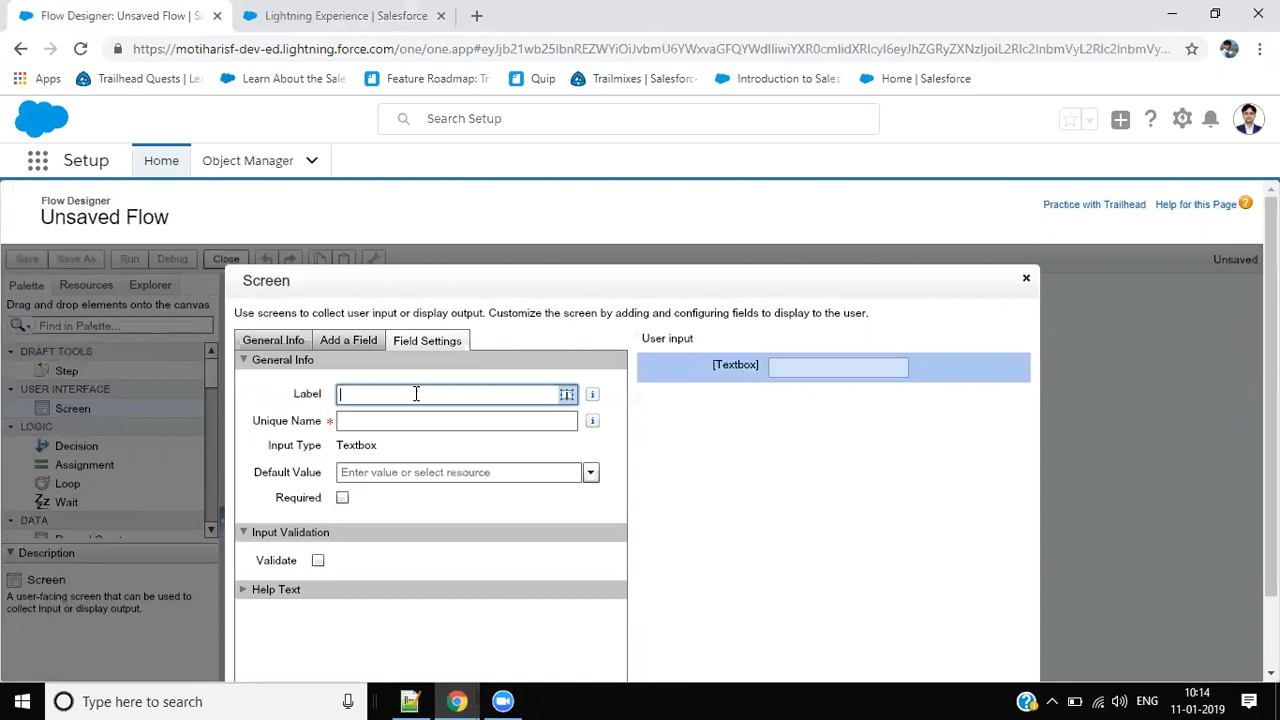 Flow Designer: Unsaved Flow | S
Lightning Experience | Salesforce
https://motiharisf-dev-ed.lightning.force.com/one/one.app#
Apps
Trailhead Quests | Le
Learn About the Sale
Feature Roadmap: Tr
Quip
Trailmixes | Salesforc
Introduction to Sales
Home | Salesforce
Search Setup
Setup
Home
Object Manager
Flow Designer
Unsaved Flow
Practice with Trailhead
Help for this Page
Save
Save As
Run
Debug
Close
Unsaved
Palette
Resources
Explorer
Drag and drop elements onto the canvas
Find in Palette...
DRAFT TOOLS
Step
USER INTERFACE
Screen
LOGIC
Decision
Assignment
Loop
Wait
DATA
Description
Screen
A user-facing screen that can be used to
collect input or display output.
Screen
Use screens to collect user input or display output. Customize the screen by adding and configuring fields to display to the user.
General Info
Add a Field
Field Settings
General Info
Label
Unique Name *
Input Type Textbox
Default Value Enter value or select resource
Required
Input Validation
Validate
Help Text
User input
[Textbox]
Type here to search
ENG
10:14
11-01-2019